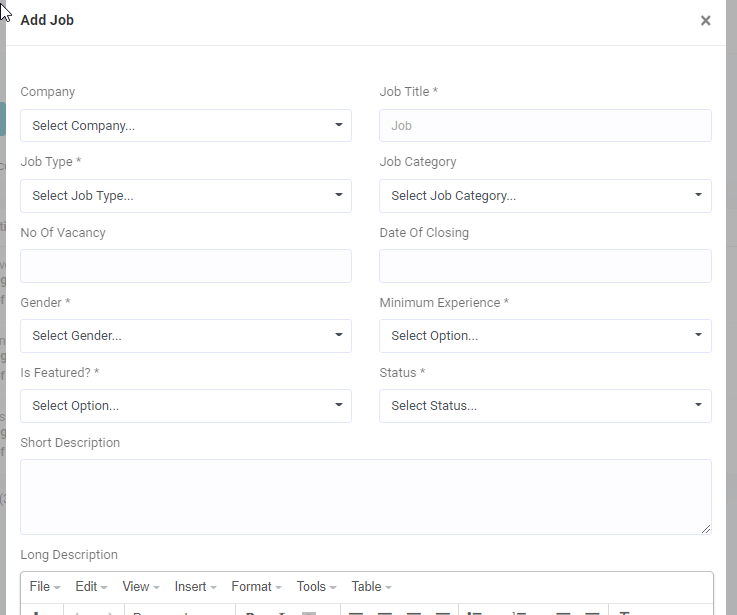 Add Job ×
Company Job Title *
Select Company... Job
Job Type * Job Category
Select Job Type... Select Job Category...
No Of Vacancy Date Of Closing
Gender * Minimum Experience *
Select Gender... Select Option...
Is Featured? * Status *
Select Option... Select Status...
Short Description
Long Description
File Edit View Insert Format Tools Table